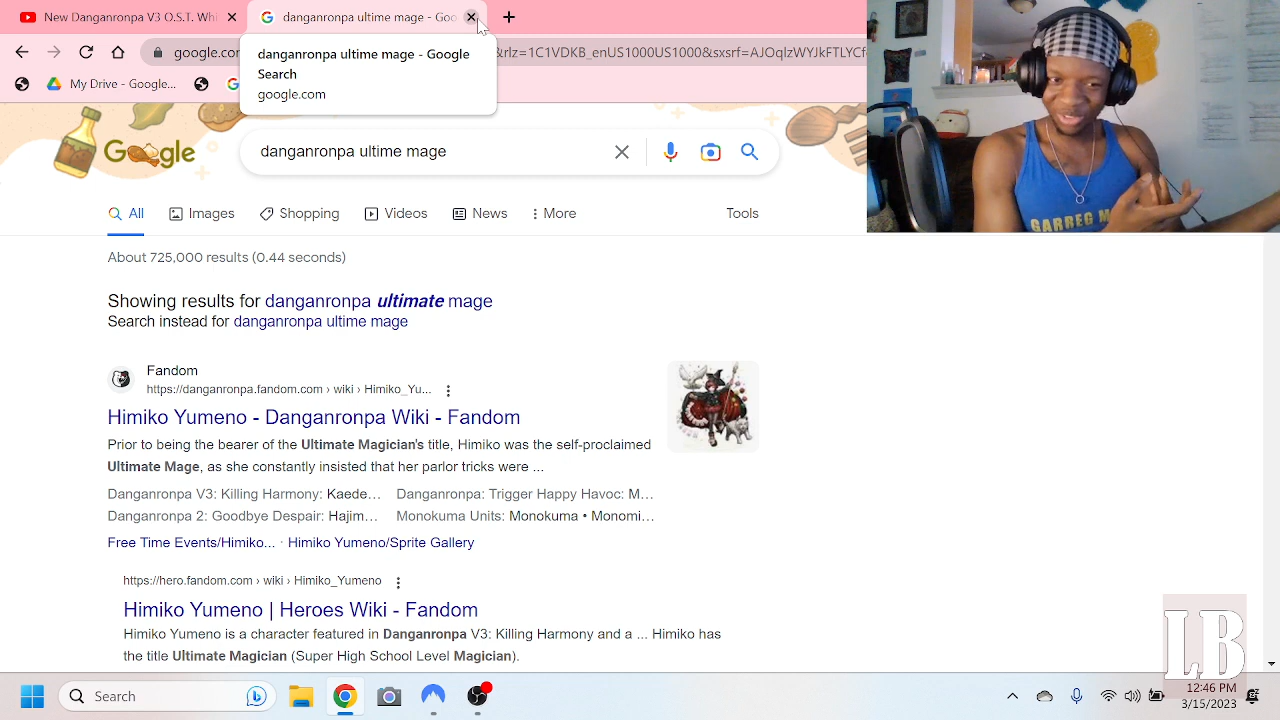 New Danganronpa V3 O.S.T. W
danganronpa ultime mage - Goo
google.co
&rlz=1C1VDKB_enUS1000US1000&sxsrf=AJOqlzWYJkFTLYCf
danganronpa ultime mage - Google
Search
google.com
My Drive - Google
Google
danganronpa ultime mage
All
Images
Shopping
Videos
News
More
Tools
GARREG M
About 725,000 results (0.44 seconds)
Showing results for danganronpa ultimate mage
Search instead for danganronpa ultime mage
Fandom
https://danganronpa.fandom.com › wiki › Himiko_Yu...
Himiko Yumeno - Danganronpa Wiki - Fandom
Prior to being the bearer of the Ultimate Magician's title, Himiko was the self-proclaimed
Ultimate Mage, as she constantly insisted that her parlor tricks were ...
Danganronpa V3: Killing Harmony: Kaede… Danganronpa: Trigger Happy Havoc: M…
Danganronpa 2: Goodbye Despair: Hajim… Monokuma Units: Monokuma • Monomi…
Free Time Events/Himiko... · Himiko Yumeno/Sprite Gallery
https://hero.fandom.com › wiki › Himiko_Yumeno
Himiko Yumeno | Heroes Wiki - Fandom
Himiko Yumeno is a character featured in Danganronpa V3: Killing Harmony and a ... Himiko has
the title Ultimate Magician (Super High School Level Magician).
LB
Search
12:46 PM
3/15/2023